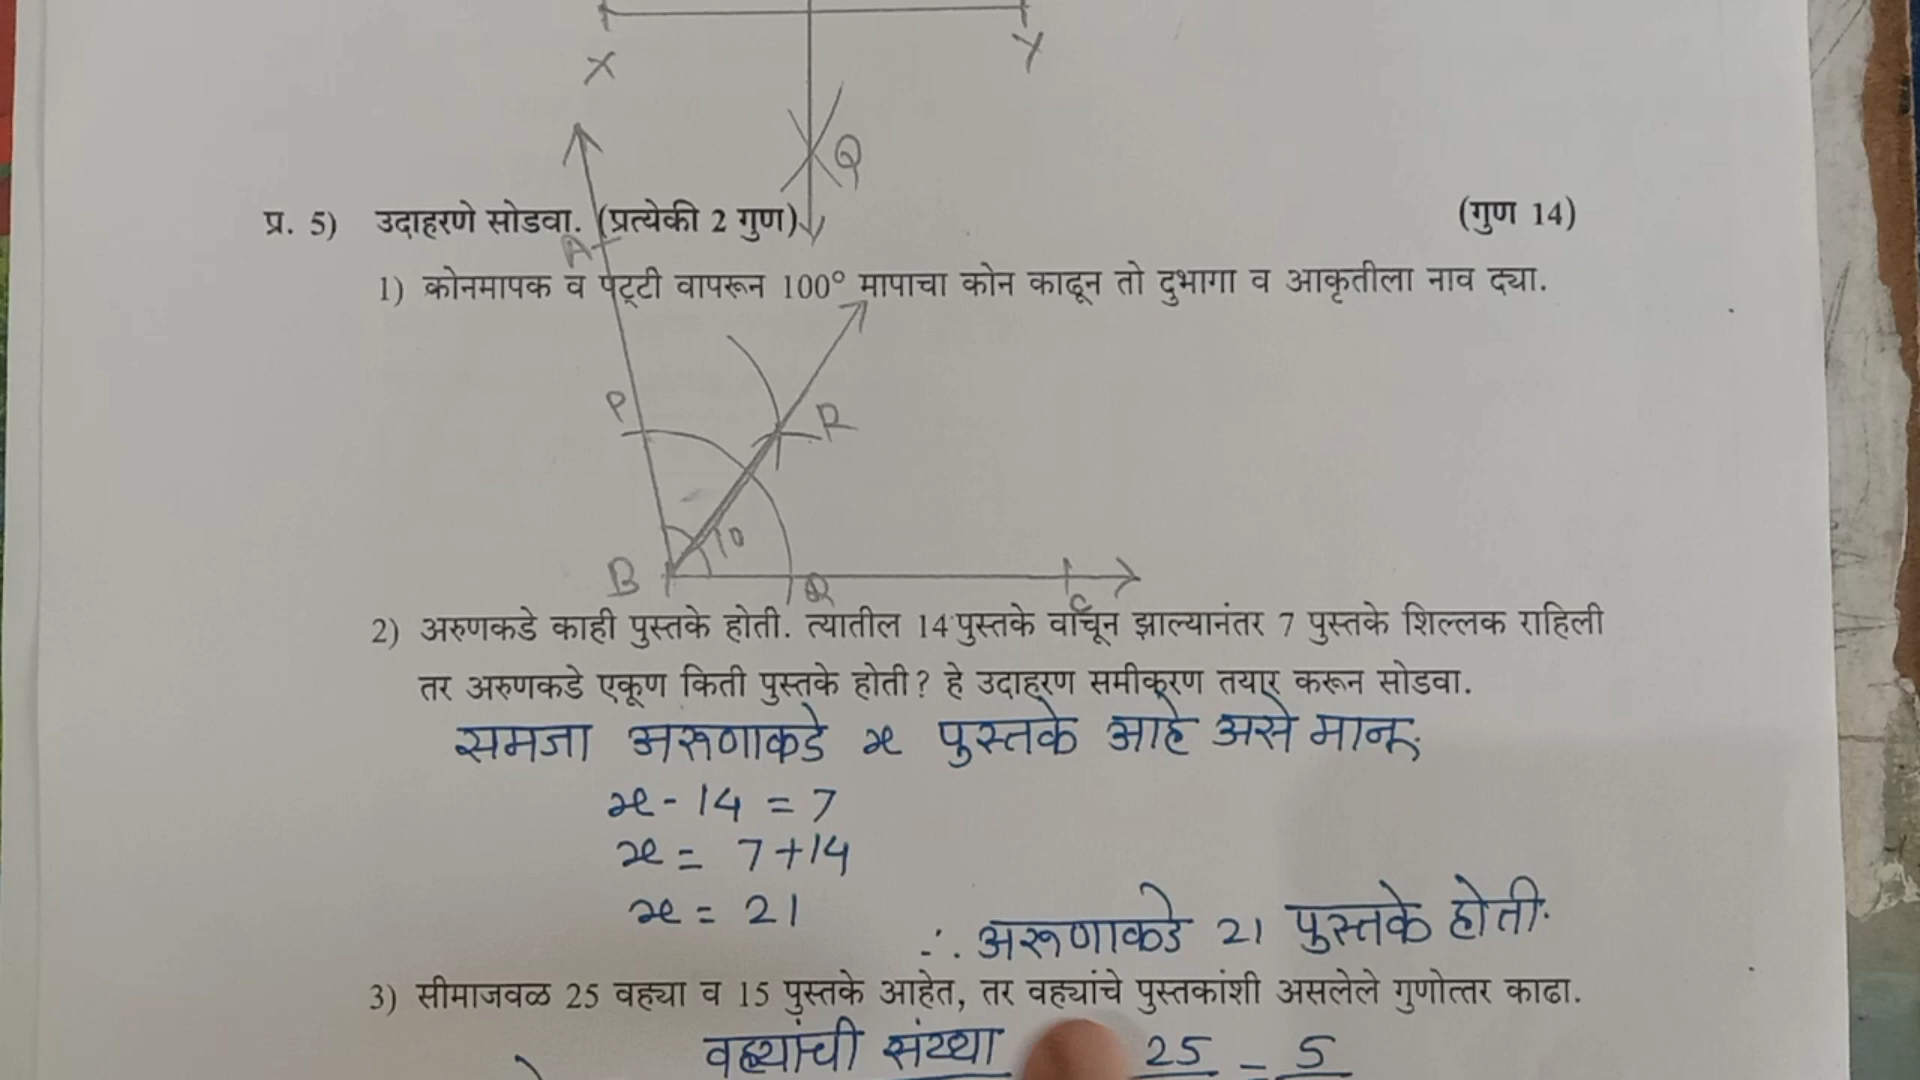 X Y
Q
प्र. 5) उदाहरणे सोडवा. (प्रत्येकी 2 गुण) (गुण 14)
A
1) कोनमापक व पट्टी वापरून 100° मापाचा कोन काढून तो दुभागा व आकृतीला नाव द्या.
P R
10
B Q C
2) अरुणकडे काही पुस्तके होती. त्यातील 14 पुस्तके वाचून झाल्यानंतर 7 पुस्तके शिल्लक राहिली
तर अरुणकडे एकूण किती पुस्तके होती? हे उदाहरण समीकरण तयार करून सोडवा.
समजा अरूणाकडे x पुस्तके आहे असे मानू.
x - 14 = 7
x = 7+14
x = 21
∴ अरूणाकडे 21 पुस्तके होती.
3) सीमाजवळ 25 वह्या व 15 पुस्तके आहेत, तर वह्यांचे पुस्तकांशी असलेले गुणोत्तर काढा.
वह्यांची संख्या 25 = 5